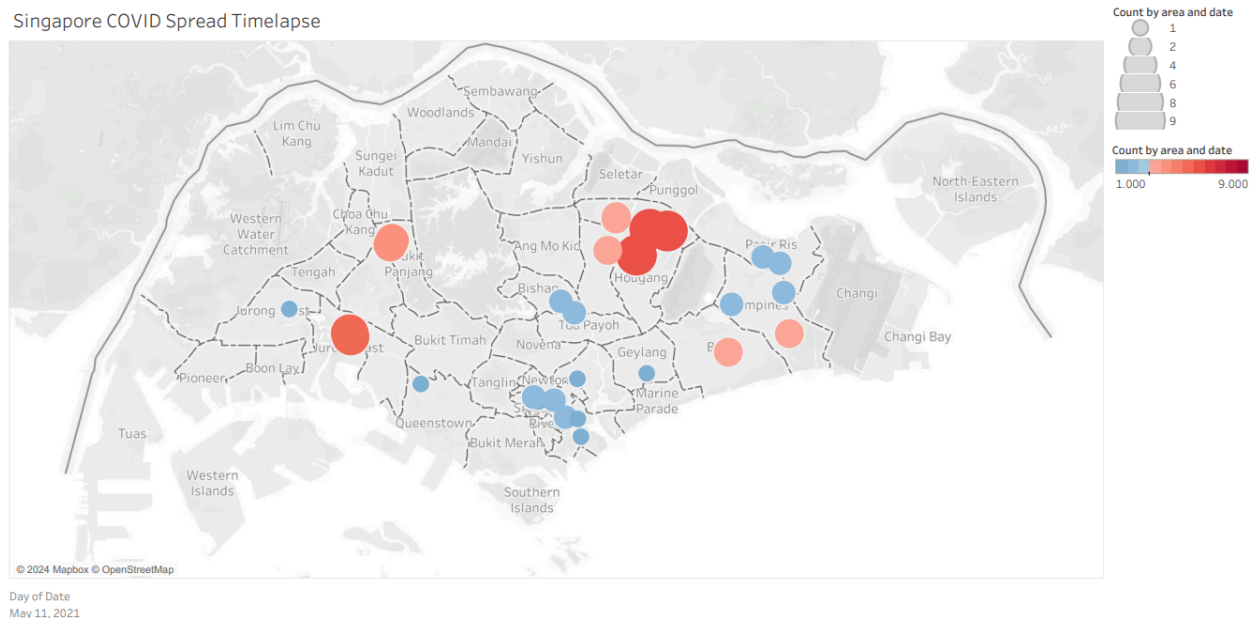 Singapore COVID Spread Timelapse
Count by area and date
1
2
4
6
8
9
Count by area and date
1.000 9.000
Sembawang
Woodlands
Lim Chu
Kang
Mandai
Sungei
Kadut
Yishun
Seletar
Punggol
North-Eastern
Islands
Western
Water
Catchment
Choa Chu
Kang
Ang Mo Kio
Pasir Ris
Panjang
Tengah
Hougang
Bishan
Changi
Jurong
Toa Payoh
Changi Bay
Bukit Timah
Novena
Geylang
Boon Lay
Pioneer
Tanglin
Newton
Marine
Parade
Queenstown
Tuas
Bukit Merah
Western
Islands
Southern
Islands
© 2024 Mapbox © OpenStreetMap
Day of Date
May 11, 2021